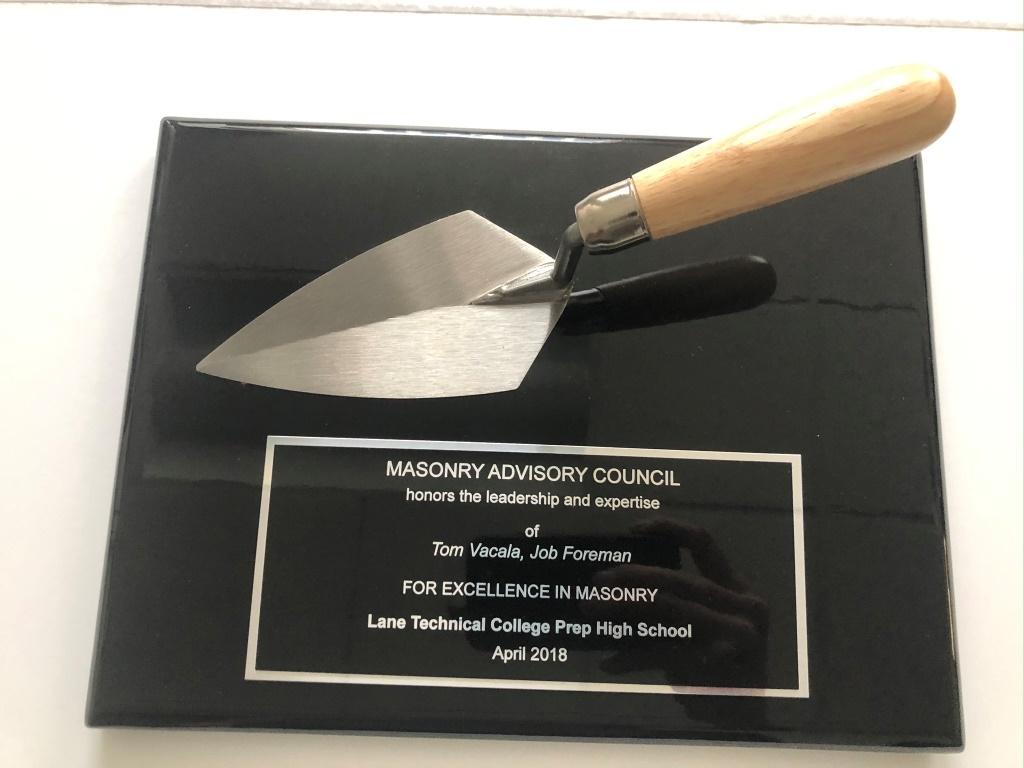 MASONRY ADVISORY COUNCIL
honors the leadership and expertise
of
Tom Vacala, Job Foreman
FOR EXCELLENCE IN MASONRY
Lane Technical College Prep High School
April 2018